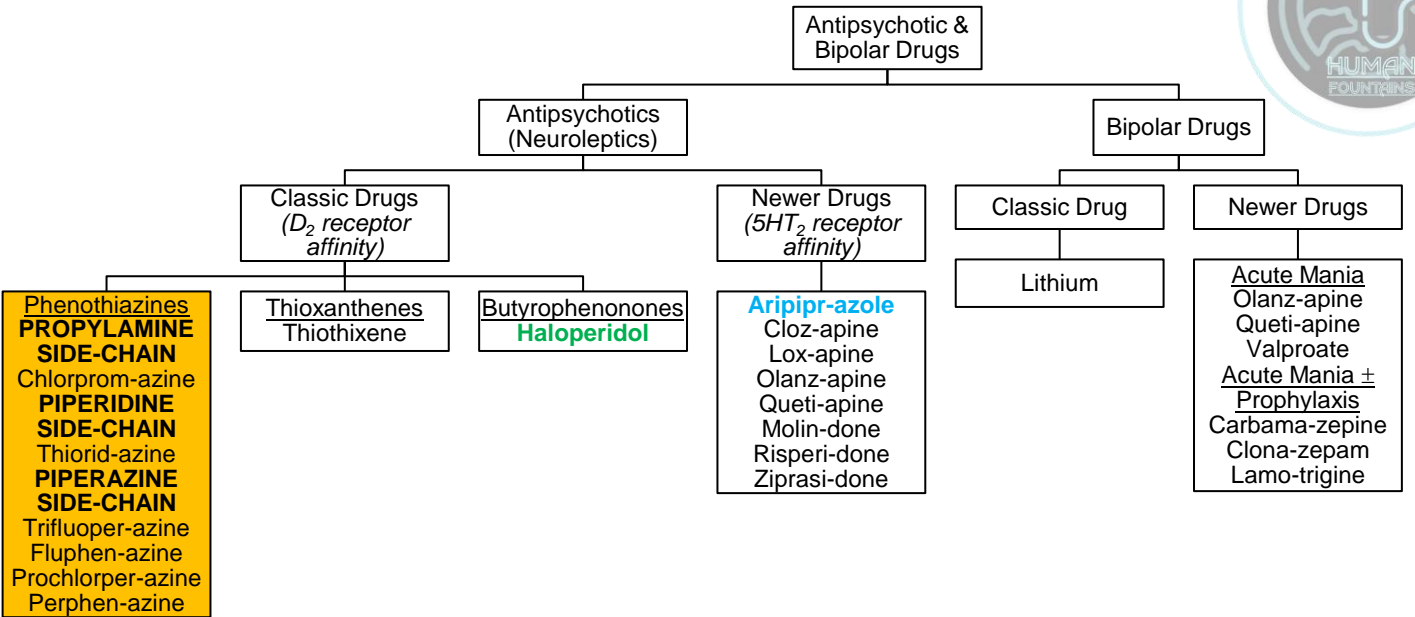 Antipsychotic &
Bipolar Drugs
HUMAN
FOUNTAINS
Antipsychotics
(Neuroleptics)
Bipolar Drugs
Classic Drugs
(D₂ receptor
affinity)
Newer Drugs
(5HT₂ receptor
affinity)
Classic Drug
Newer Drugs
Phenothiazines
PROPYLAMINE
SIDE-CHAIN
Chlorprom-azine
PIPERIDINE
SIDE-CHAIN
Thiorid-azine
PIPERAZINE
SIDE-CHAIN
Trifluoper-azine
Fluphen-azine
Prochlorper-azine
Perphen-azine
Thioxanthenes
Thiothixene
Butyrophenonones
Haloperidol
Aripipr-azole
Cloz-apine
Lox-apine
Olanz-apine
Queti-apine
Molin-done
Risperi-done
Ziprasi-done
Lithium
Acute Mania
Olanz-apine
Queti-apine
Valproate
Acute Mania ±
Prophylaxis
Carbama-zepine
Clona-zepam
Lamo-trigine